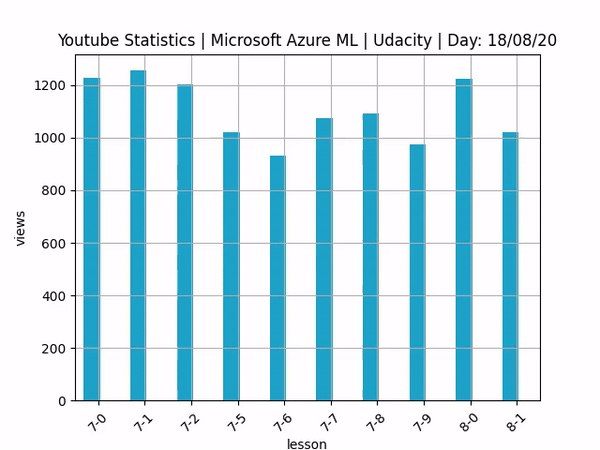 Youtube Statistics | Microsoft Azure ML | Udacity | Day: 18/08/20
1200
1000
800
600
400
200
0
views
7-0 7-1 7-2 7-5 7-6 7-7 7-8 7-9 8-0 8-1
lesson